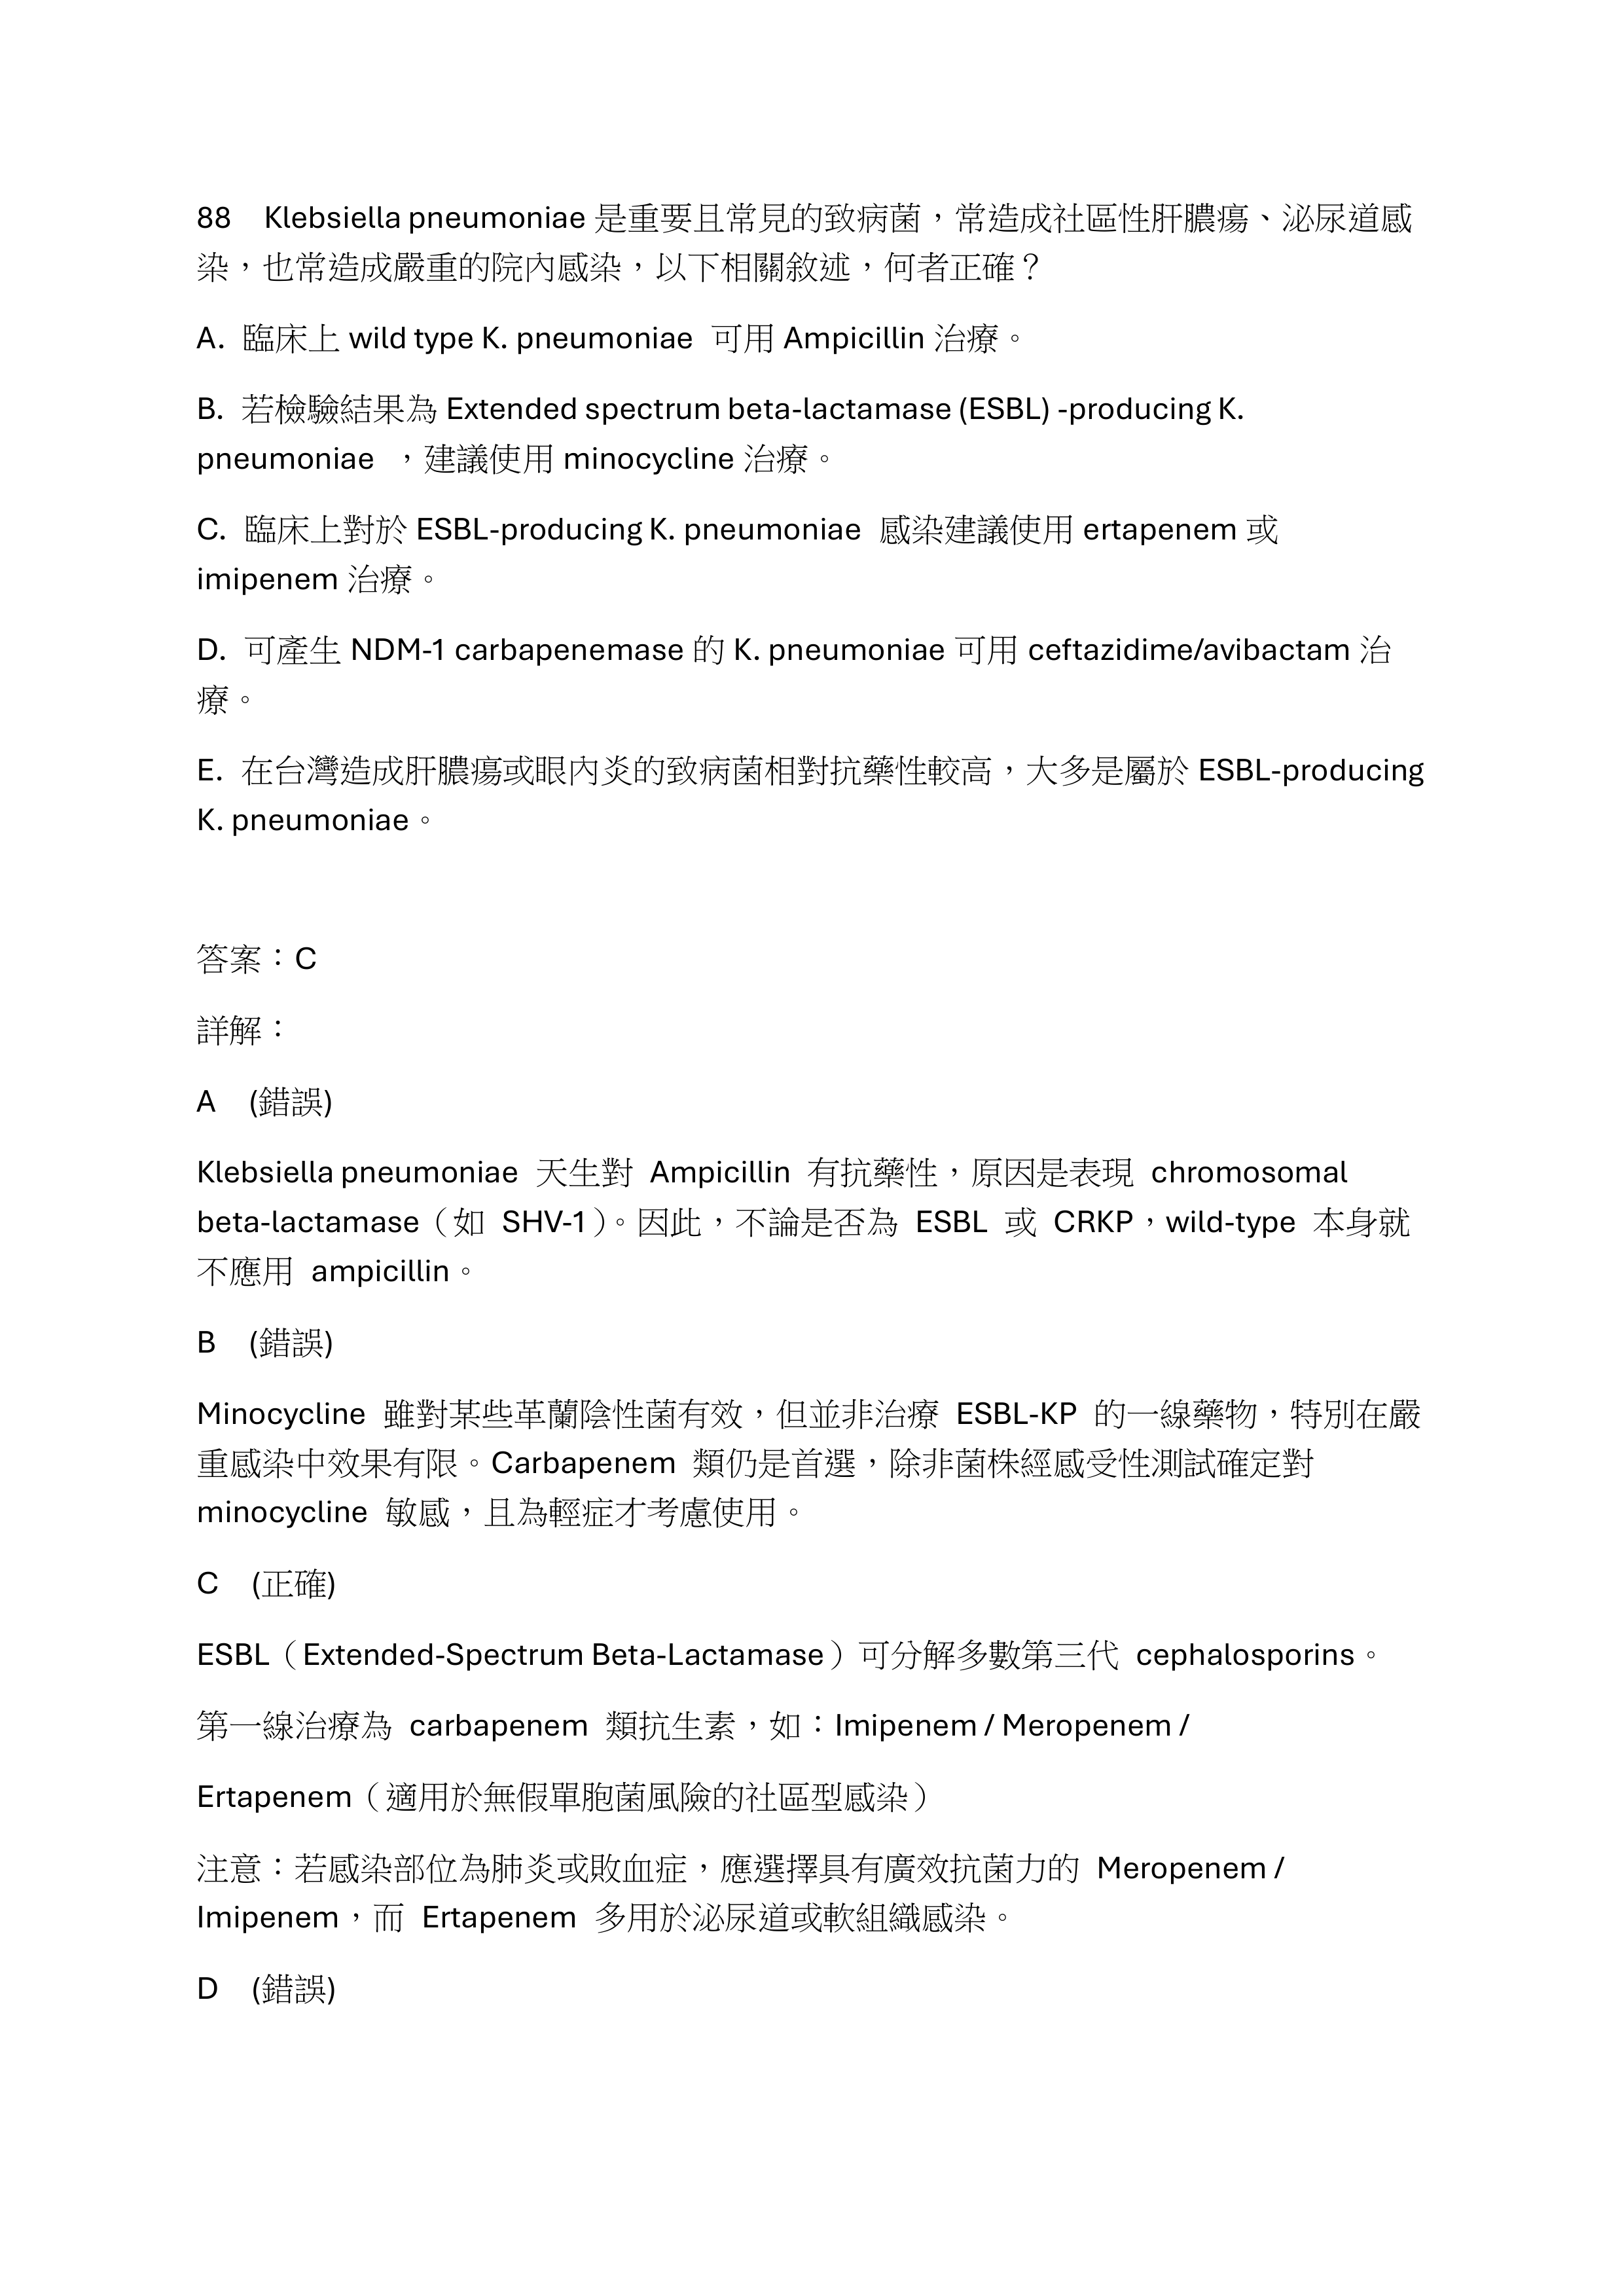 88　Klebsiella pneumoniae 是重要且常見的致病菌，常造成社區性肝膿瘍、泌尿道感
染，也常造成嚴重的院內感染，以下相關敘述，何者正確？
A. 臨床上 wild type K. pneumoniae 可用 Ampicillin 治療。
B. 若檢驗結果為 Extended spectrum beta-lactamase (ESBL) -producing K.
pneumoniae ，建議使用 minocycline 治療。
C. 臨床上對於 ESBL-producing K. pneumoniae 感染建議使用 ertapenem 或
imipenem 治療。
D. 可產生 NDM-1 carbapenemase 的 K. pneumoniae 可用 ceftazidime/avibactam 治
療。
E. 在台灣造成肝膿瘍或眼內炎的致病菌相對抗藥性較高，大多是屬於 ESBL-producing
K. pneumoniae。
答案：C
詳解：
A　(錯誤)
Klebsiella pneumoniae 天生對 Ampicillin 有抗藥性，原因是表現 chromosomal
beta-lactamase（如 SHV-1）。因此，不論是否為 ESBL 或 CRKP，wild-type 本身就
不應用 ampicillin。
B　(錯誤)
Minocycline 雖對某些革蘭陰性菌有效，但並非治療 ESBL-KP 的一線藥物，特別在嚴
重感染中效果有限。Carbapenem 類仍是首選，除非菌株經感受性測試確定對
minocycline 敏感，且為輕症才考慮使用。
C　(正確)
ESBL（Extended-Spectrum Beta-Lactamase）可分解多數第三代 cephalosporins。
第一線治療為 carbapenem 類抗生素，如：Imipenem / Meropenem /
Ertapenem（適用於無假單胞菌風險的社區型感染）
注意：若感染部位為肺炎或敗血症，應選擇具有廣效抗菌力的 Meropenem /
Imipenem，而 Ertapenem 多用於泌尿道或軟組織感染。
D　(錯誤)